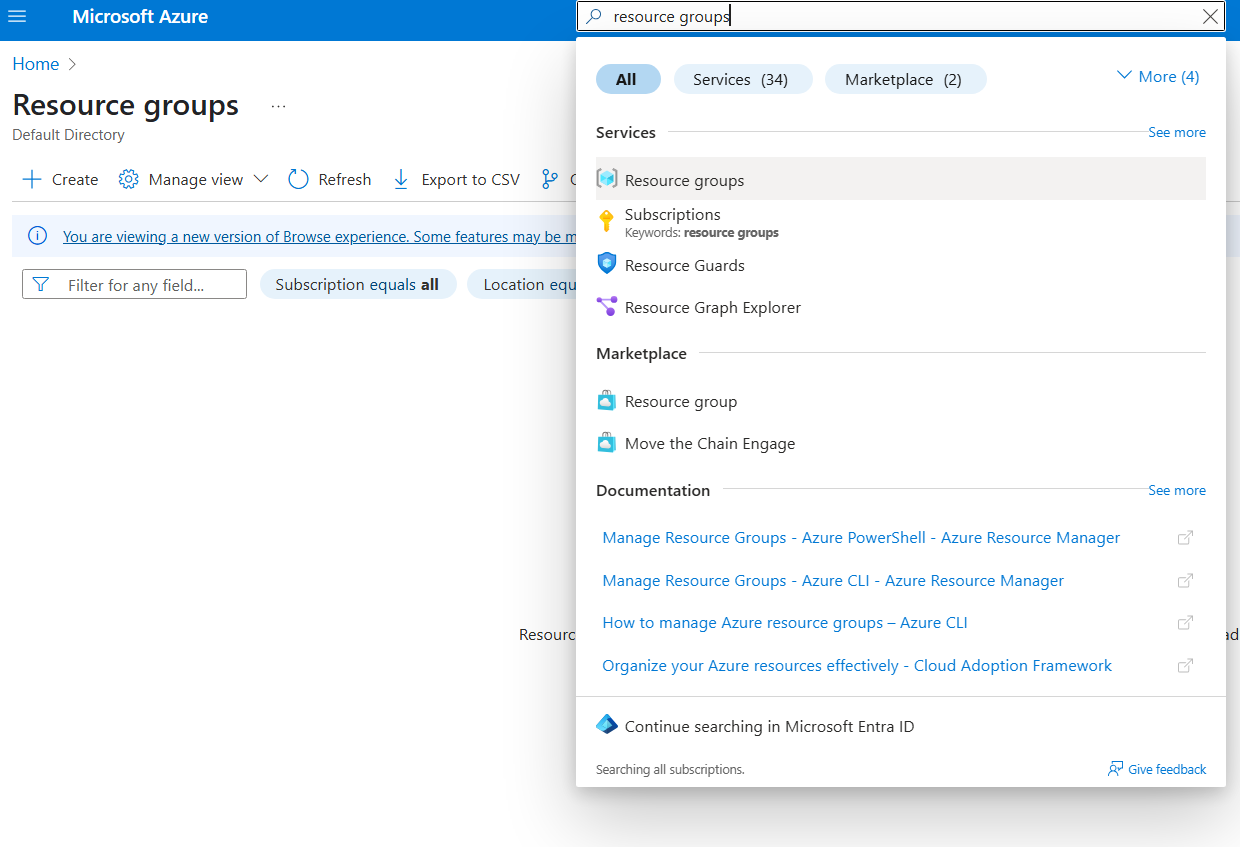 Microsoft Azure
resource groups
Home
Resource groups
...
Default Directory
Create
Manage view
Refresh
Export to CSV
You are viewing a new version of Browse experience. Some features may be
Filter for any field...
Subscription equals all
Location
All
Services (34)
Marketplace (2)
More (4)
Services
See more
Resource groups
Subscriptions
Keywords: resource groups
Resource Guards
Resource Graph Explorer
Marketplace
Resource group
Move the Chain Engage
Documentation
See more
Manage Resource Groups - Azure PowerShell - Azure Resource Manager
Manage Resource Groups - Azure CLI - Azure Resource Manager
How to manage Azure resource groups – Azure CLI
Organize your Azure resources effectively - Cloud Adoption Framework
Continue searching in Microsoft Entra ID
Searching all subscriptions.
Give feedback